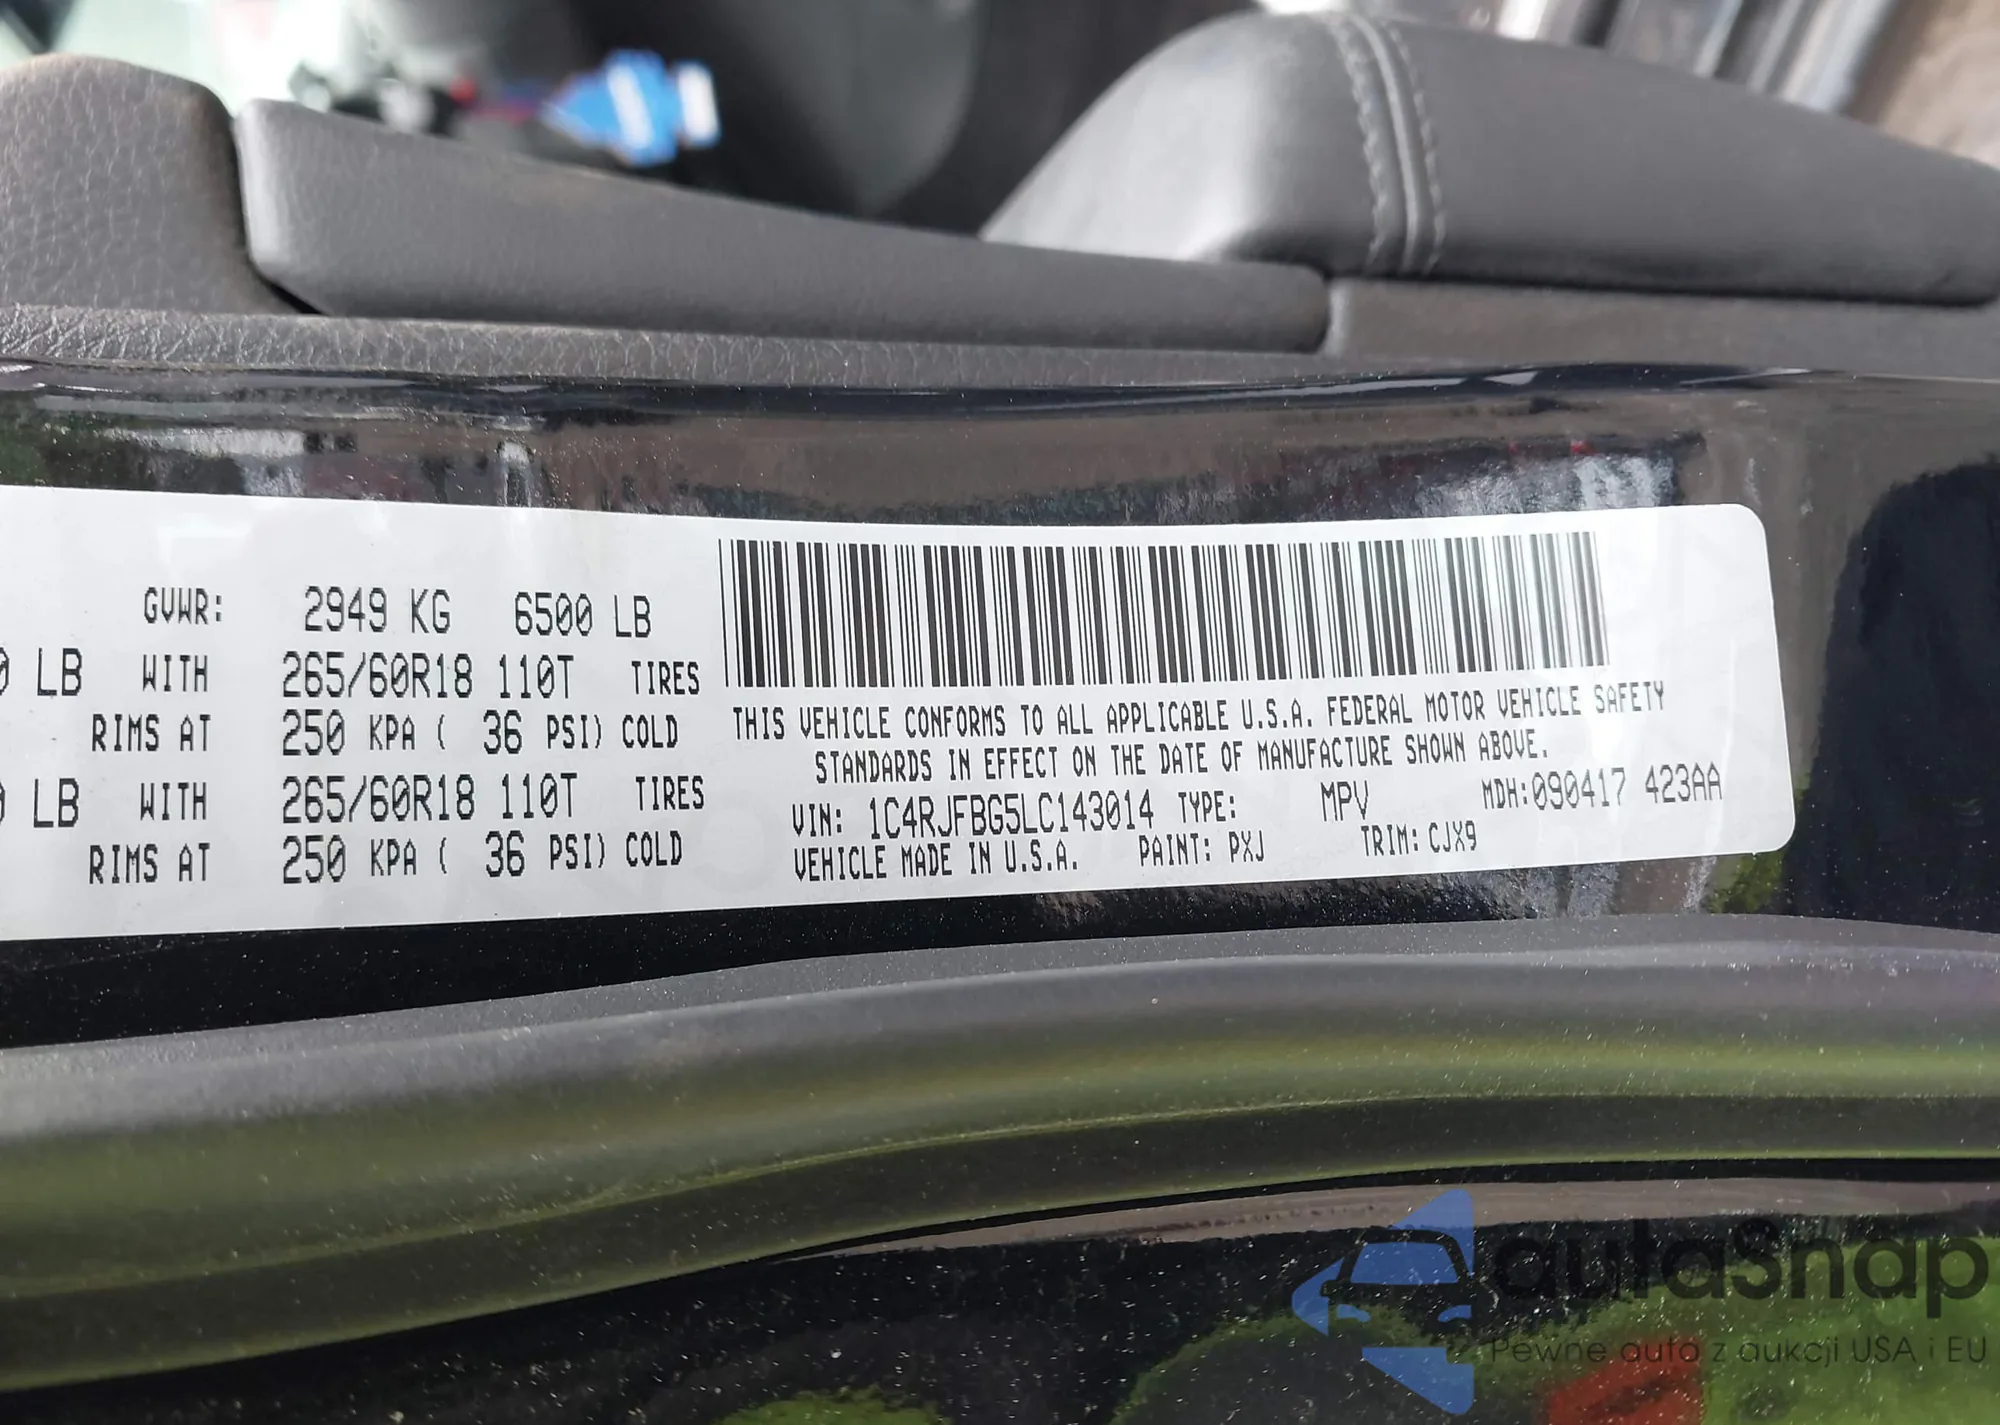 GVWR: 2949 KG 6500 LB
LB WITH 265/60R18 110T TIRES
RIMS AT 250 KPA ( 36 PSI) COLD
LB WITH 265/60R18 110T TIRES
RIMS AT 250 KPA ( 36 PSI) COLD
THIS VEHICLE CONFORMS TO ALL APPLICABLE U.S.A. FEDERAL MOTOR VEHICLE SAFETY
STANDARDS IN EFFECT ON THE DATE OF MANUFACTURE SHOWN ABOVE.
VIN: 1C4RJFBG5LC143014 TYPE: MPV MDH:090417 423AA
VEHICLE MADE IN U.S.A. PAINT: PXJ TRIM: CJX9
autaSnap
Pewne auta z aukcji USA i EU